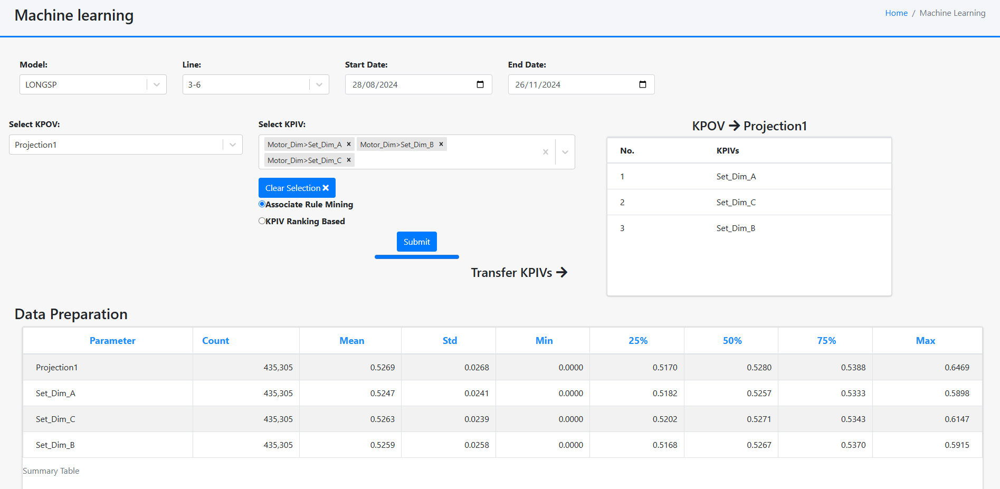 Machine learning
Home / Machine Learning
Model: Line: Start Date: End Date:
LONGSP 3-6 28/08/2024 26/11/2024
Select KPOV:
Projection1
Select KPIV:
Motor_Dim>Set_Dim_A × Motor_Dim>Set_Dim_B ×
Motor_Dim>Set_Dim_C ×
Clear Selection ×
Associate Rule Mining
KPIV Ranking Based
Submit
Transfer KPIVs →
KPOV → Projection1
No. KPIVs
1 Set_Dim_A
2 Set_Dim_C
3 Set_Dim_B
Data Preparation
Parameter Count Mean Std Min 25% 50% 75% Max
Projection1 435,305 0.5269 0.0268 0.0000 0.5170 0.5280 0.5388 0.6469
Set_Dim_A 435,305 0.5247 0.0241 0.0000 0.5182 0.5257 0.5333 0.5898
Set_Dim_C 435,305 0.5263 0.0239 0.0000 0.5202 0.5271 0.5343 0.6147
Set_Dim_B 435,305 0.5259 0.0258 0.0000 0.5168 0.5267 0.5370 0.5915
Summary Table